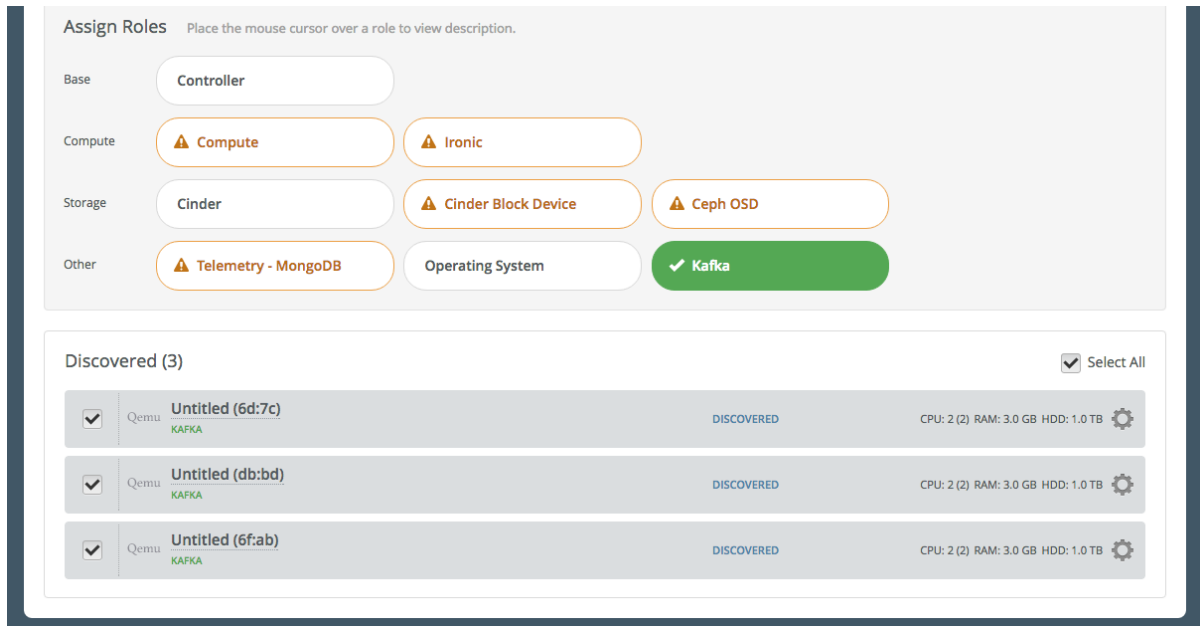 Assign Roles Place the mouse cursor over a role to view description.
Base Controller
Compute Compute Ironic
Storage Cinder Cinder Block Device Ceph OSD
Other Telemetry - MongoDB Operating System Kafka
Discovered (3) Select All
Qemu Untitled (6d:7c) DISCOVERED CPU: 2 (2) RAM: 3.0 GB HDD: 1.0 TB
KAFKA
Qemu Untitled (db:bd) DISCOVERED CPU: 2 (2) RAM: 3.0 GB HDD: 1.0 TB
KAFKA
Qemu Untitled (6f:ab) DISCOVERED CPU: 2 (2) RAM: 3.0 GB HDD: 1.0 TB
KAFKA